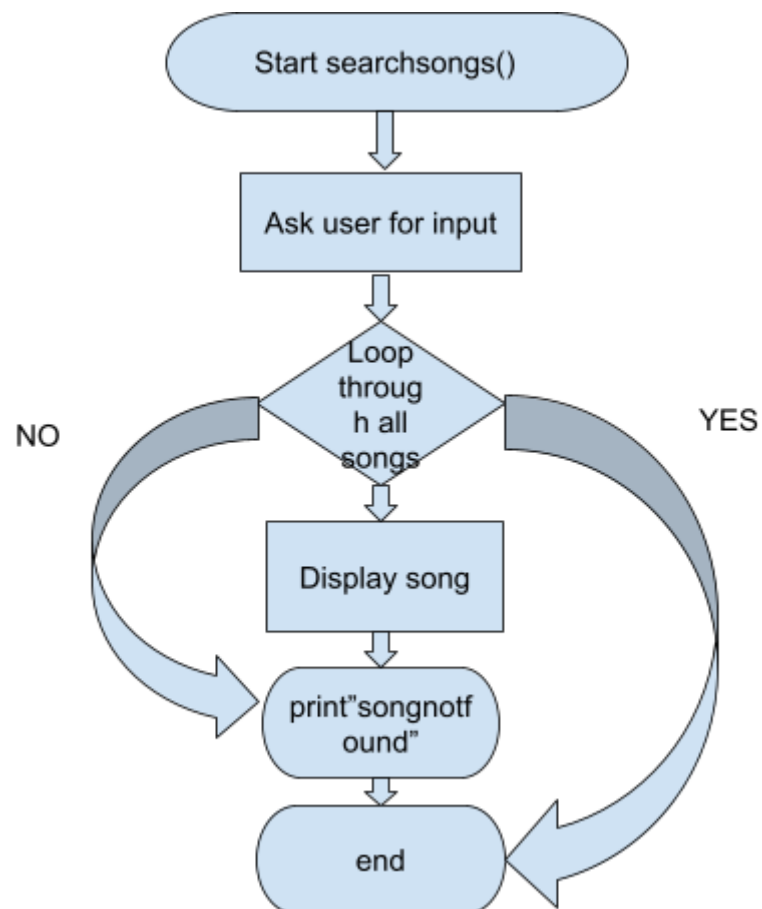 Start searchsongs()
Ask user for input
Loop
throug
h all
songs
NO
YES
Display song
print”songnotf
ound”
end